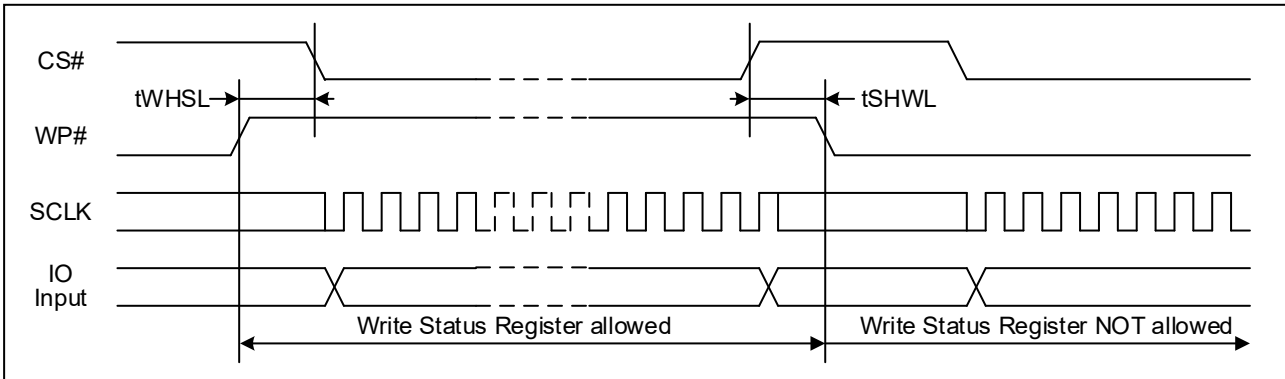 CS#
tWHSL
tSHWL
WP#
SCLK
IO
Input
Write Status Register allowed
Write Status Register NOT allowed